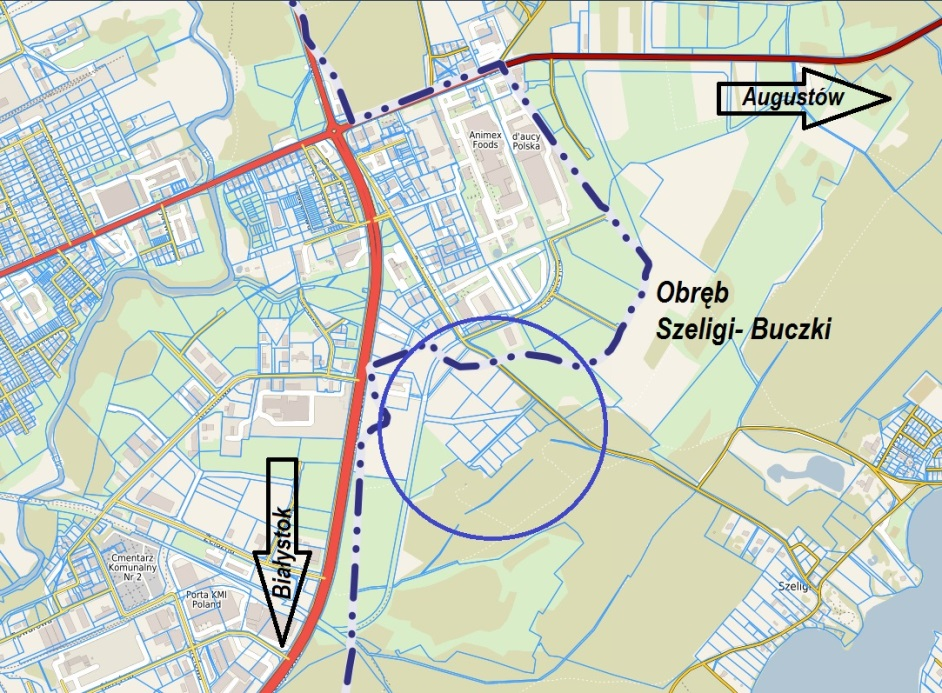 Augustów
Animex
Foods
d'aucy
Polska
Obręb
Szeligi- Buczki
Białystok
Cmentarz
Komunalny
Nr 2
Porta KMI
Poland
Szeligi